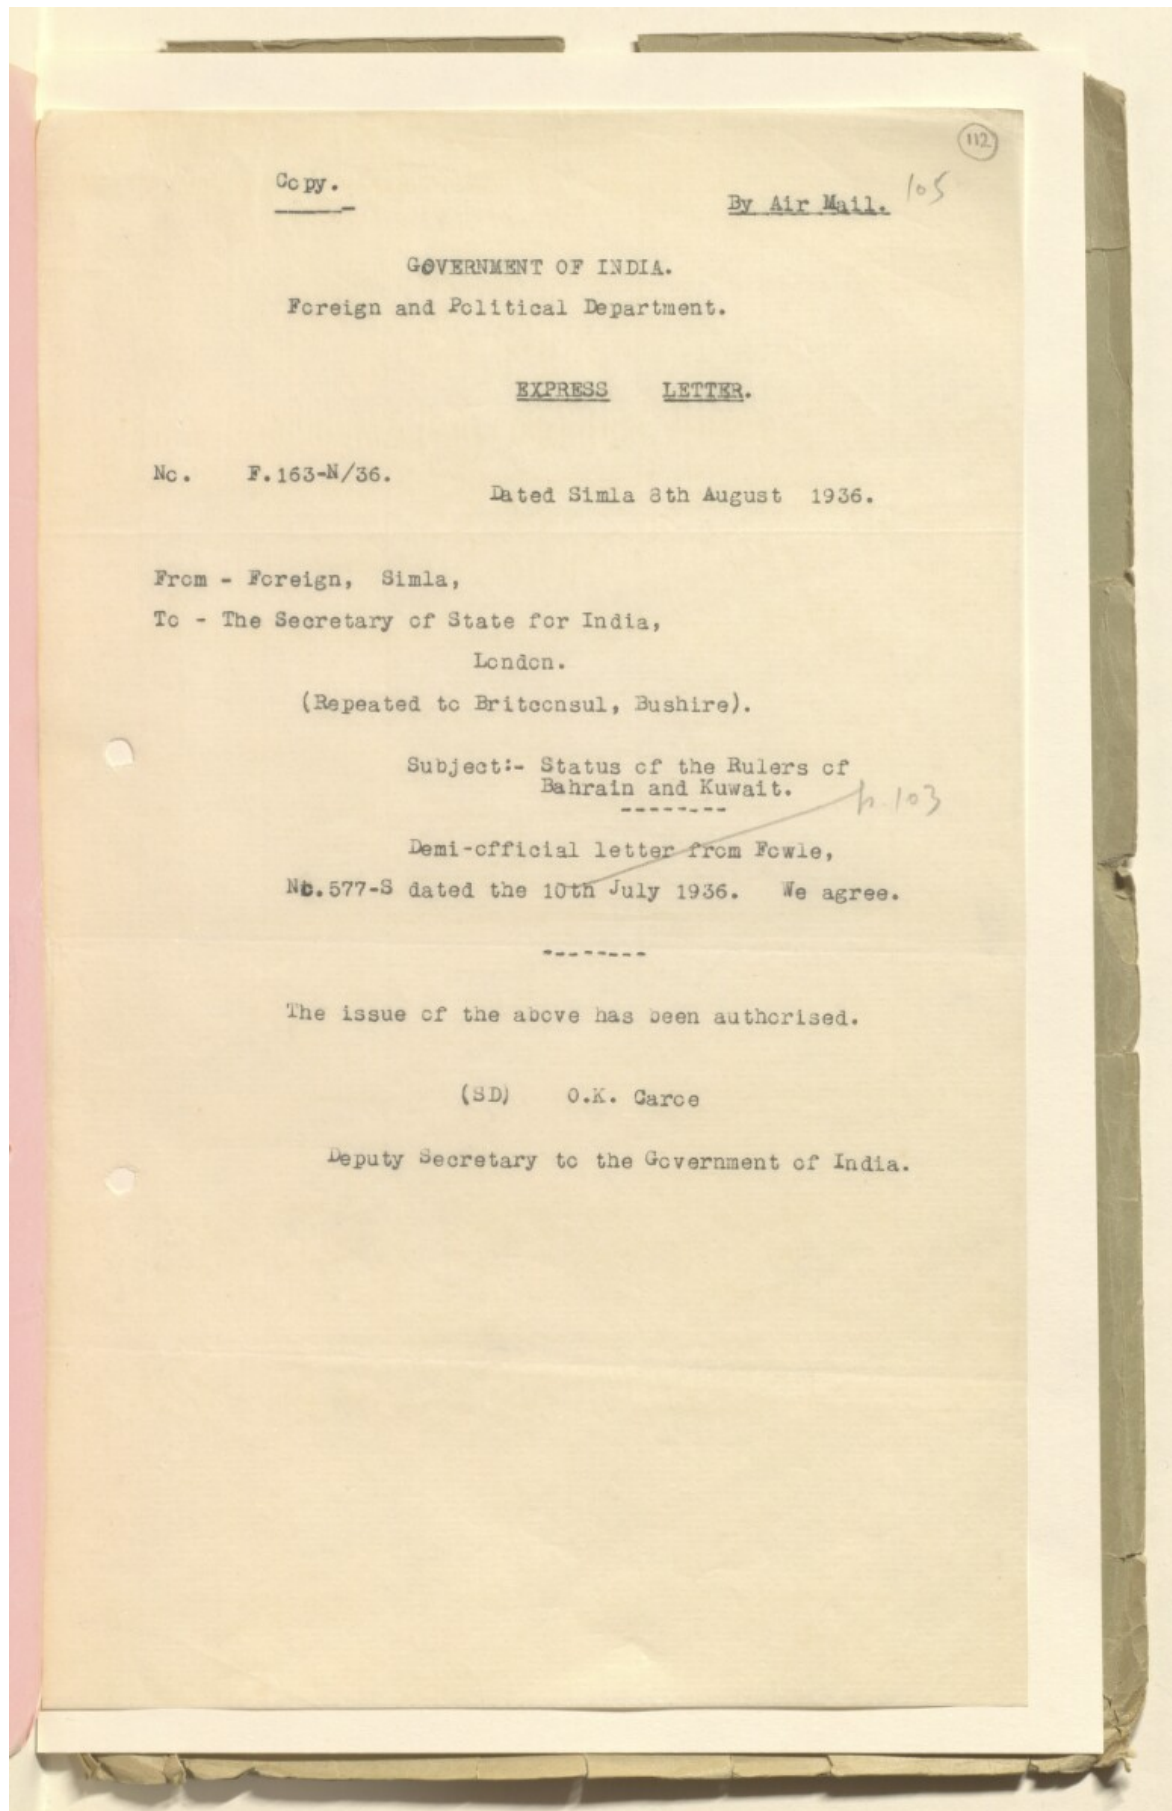 112
Copy.
By Air Mail.
105
GOVERNMENT OF INDIA.
Foreign and Political Department.
EXPRESS LETTER.
No. F.163-N/36.
Dated Simla 8th August 1936.
From - Foreign, Simla,
To - The Secretary of State for India,
London.
(Repeated to Britconsul, Bushire).
Subject:- Status of the Rulers of
Bahrain and Kuwait.
--------
p.103
Demi-official letter from Fowle,
No.577-S dated the 10th July 1936. We agree.
--------
The issue of the above has been authorised.
(SD) O.K. Caroe
Deputy Secretary to the Government of India.